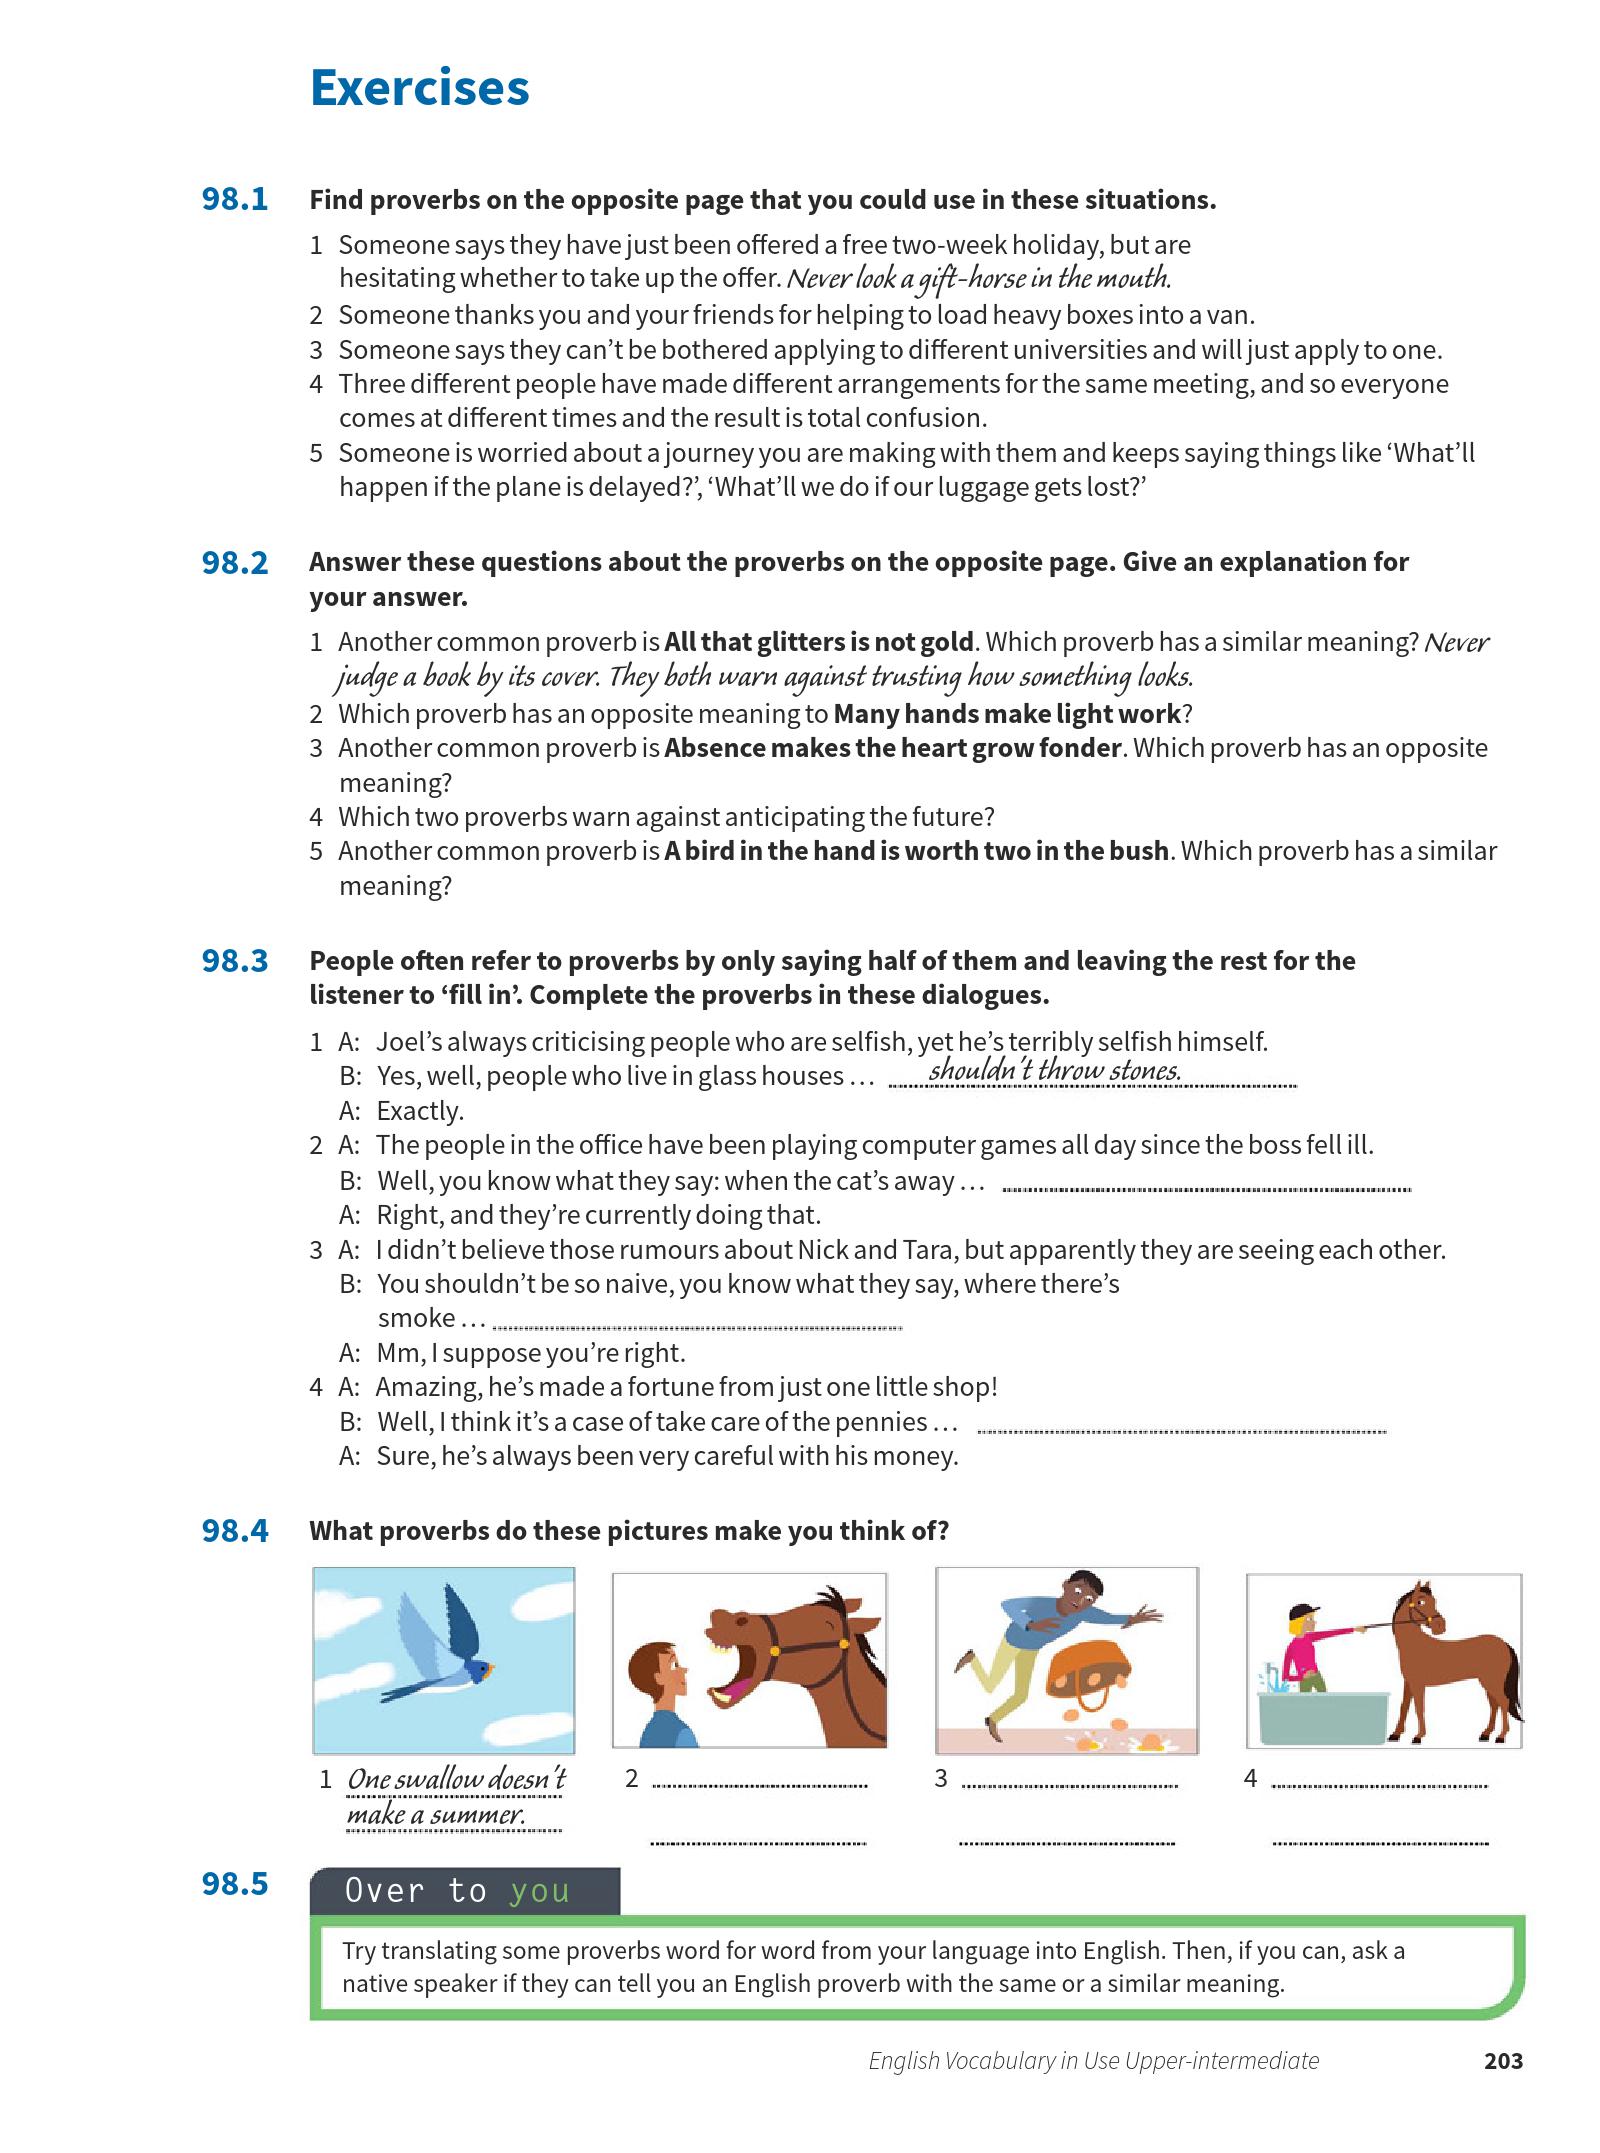 Exercises
98.1 Find proverbs on the opposite page that you could use in these situations.
1 Someone says they have just been offered a free two-week holiday, but are
hesitating whether to take up the offer. Never look a gift-horse in the mouth.
2 Someone thanks you and your friends for helping to load heavy boxes into a van.
3 Someone says they can't be bothered applying to different universities and will just apply to one.
4 Three different people have made different arrangements for the same meeting, and so everyone
comes at different times and the result is total confusion.
5 Someone is worried about a journey you are making with them and keeps saying things like ‘What'll
happen if the plane is delayed?’, ‘What'll we do if our luggage gets lost?’
98.2 Answer these questions about the proverbs on the opposite page. Give an explanation for
your answer.
1 Another common proverb is All that glitters is not gold. Which proverb has a similar meaning? Never
judge a book by its cover. They both warn against trusting how something looks.
2 Which proverb has an opposite meaning to Many hands make light work?
3 Another common proverb is Absence makes the heart grow fonder. Which proverb has an opposite
meaning?
4 Which two proverbs warn against anticipating the future?
5 Another common proverb is A bird in the hand is worth two in the bush. Which proverb has a similar
meaning?
98.3 People often refer to proverbs by only saying half of them and leaving the rest for the
listener to ‘fill in’. Complete the proverbs in these dialogues.
1 A: Joel's always criticising people who are selfish, yet he's terribly selfish himself.
B: Yes, well, people who live in glass houses … shouldn't throw stones.
A: Exactly.
2 A: The people in the office have been playing computer games all day since the boss fell ill.
B: Well, you know what they say: when the cat's away …
A: Right, and they're currently doing that.
3 A: I didn't believe those rumours about Nick and Tara, but apparently they are seeing each other.
B: You shouldn't be so naive, you know what they say, where there's
smoke …
A: Mm, I suppose you're right.
4 A: Amazing, he's made a fortune from just one little shop!
B: Well, I think it's a case of take care of the pennies …
A: Sure, he's always been very careful with his money.
98.4 What proverbs do these pictures make you think of?
1 One swallow doesn't
make a summer.
2
3
4
98.5 Over to you
Try translating some proverbs word for word from your language into English. Then, if you can, ask a
native speaker if they can tell you an English proverb with the same or a similar meaning.
English Vocabulary in Use Upper-intermediate 203